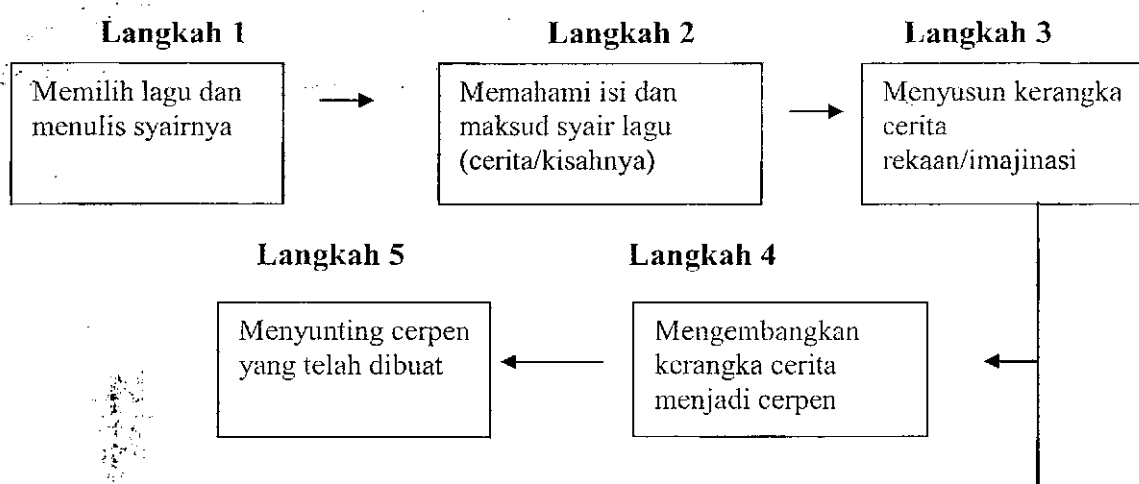 Langkah 1
Memilih lagu dan
menulis syairnya
Langkah 2
Memahami isi dan
maksud syair lagu
(cerita/kisahnya)
Langkah 3
Menyusun kerangka
cerita
rekaan/imajinasi
Langkah 4
Mengembangkan
kerangka cerita
menjadi cerpen
Langkah 5
Menyunting cerpen
yang telah dibuat